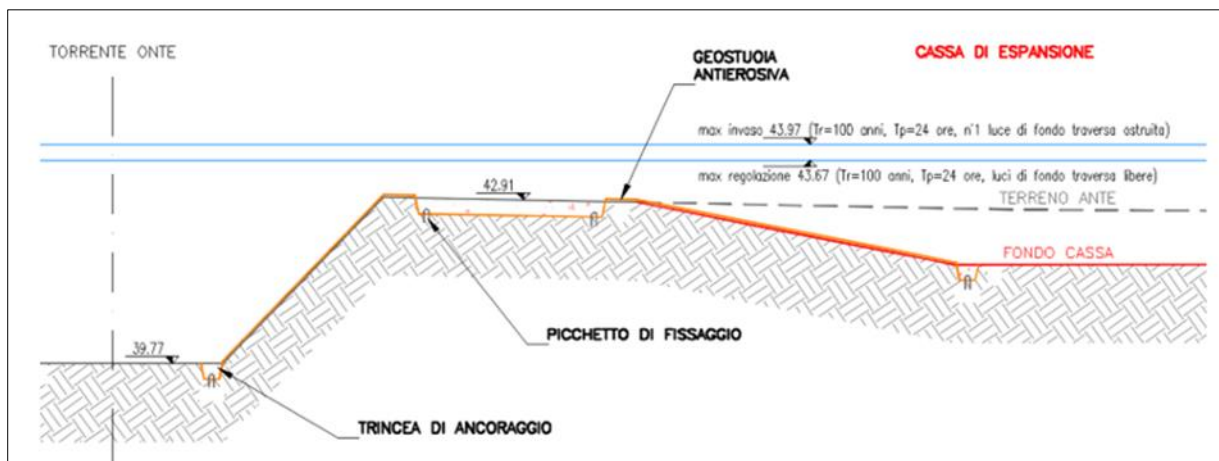 TORRENTE ONTE
GEOSTUOIA
ANTIEROSIVA
CASSA DI ESPANSIONE
max invaso 43.97 (Tr=100 anni, Tp=24 ore, n°1 luce di fondo traversa ostruita)
max regolazione 43.67 (Tr=100 anni, Tp=24 ore, luci di fondo traversa libere)
42.91
TERRENO ANTE
FONDO CASSA
PICCHETTO DI FISSAGGIO
39.77
TRINCEA DI ANCORAGGIO